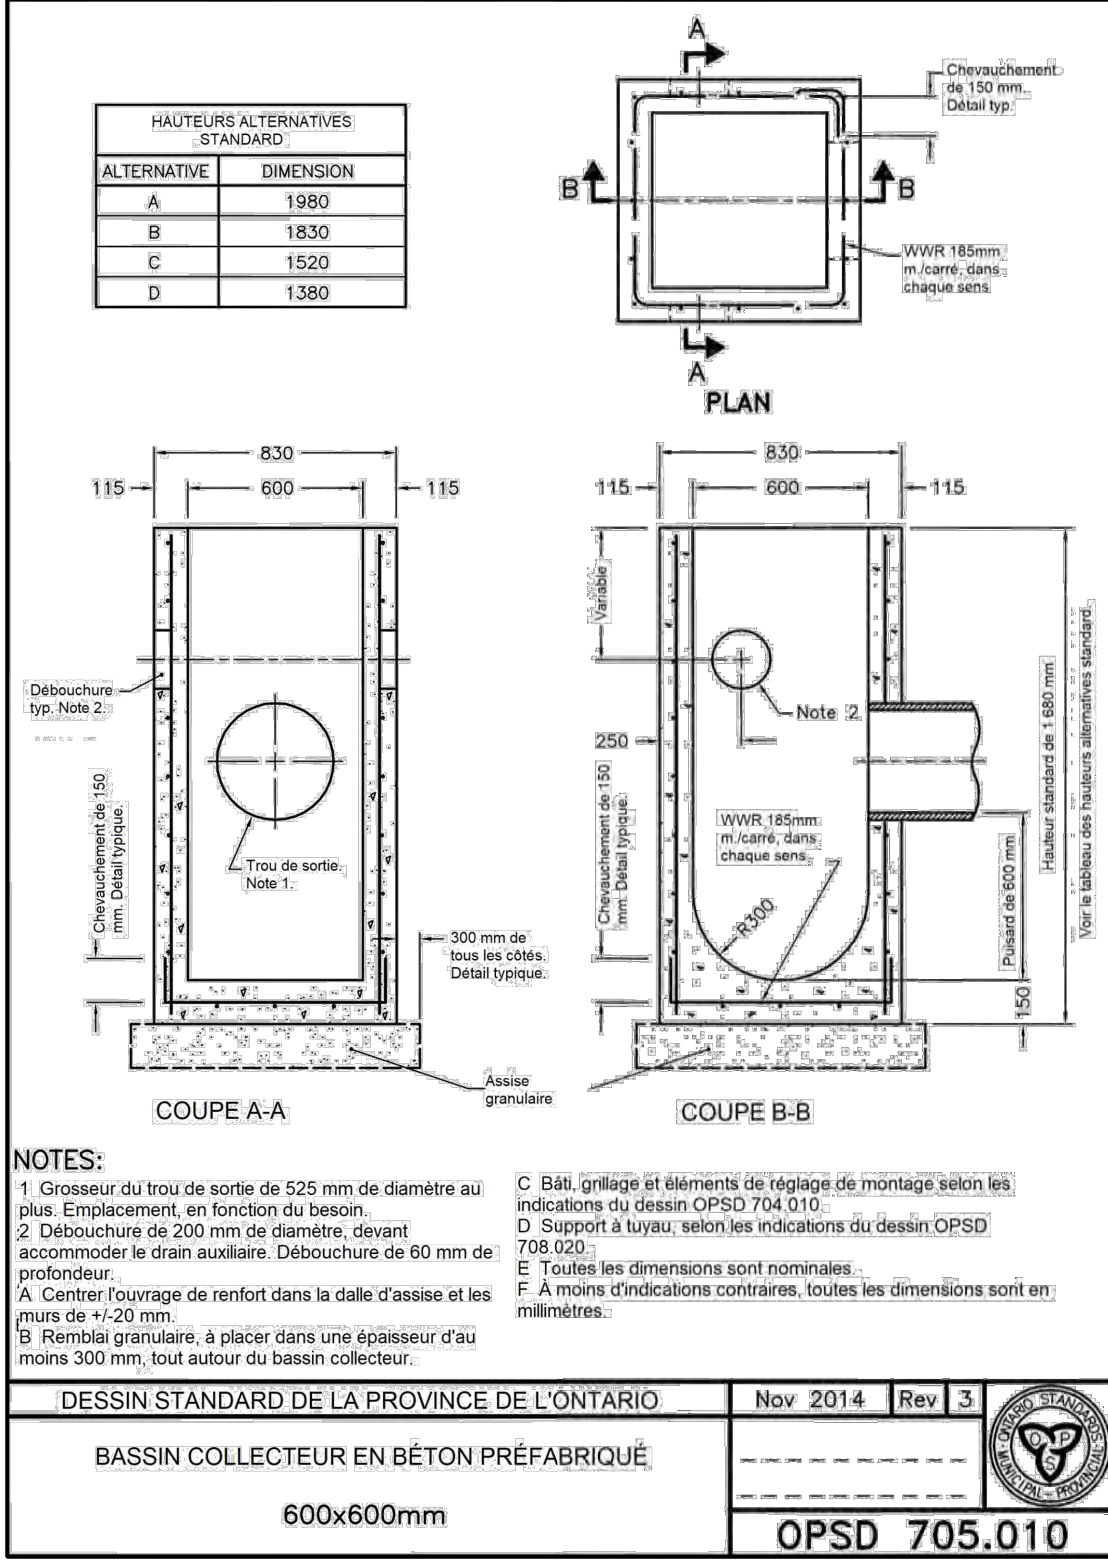 HAUTEURS ALTERNATIVES
STANDARD
ALTERNATIVE DIMENSION
A 1980
B 1830
C 1520
D 1380
A
Chevauchement
de 150 mm.
Détail typ.
B
B
WWR 185mm
m./carré, dans
chaque sens
A
PLAN
830
115
600
115
Débouchure
typ. Note 2.
Chevauchement de 150
mm. Détail typique.
Trou de sortie.
Note 1.
300 mm de
tous les côtés.
Détail typique.
Assise
granulaire
COUPE A-A
830
115
600
115
Variable
Note 2
250
Chevauchement de 150
mm. Détail typique.
WWR 185mm
m./carré, dans
chaque sens
R300
Hauteur standard de 1 680 mm
Voir le tableau des hauteurs alternatives standard.
Puisard de 600 mm
150
COUPE B-B
NOTES:
1 Grosseur du trou de sortie de 525 mm de diamètre au
plus. Emplacement, en fonction du besoin.
2 Débouchure de 200 mm de diamètre, devant
accommoder le drain auxiliaire. Débouchure de 60 mm de
profondeur.
A Centrer l'ouvrage de renfort dans la dalle d'assise et les
murs de +/-20 mm.
B Remblai granulaire, à placer dans une épaisseur d'au
moins 300 mm, tout autour du bassin collecteur.
C Bâti, grillage et éléments de réglage de montage selon les
indications du dessin OPSD 704.010.
D Support à tuyau, selon les indications du dessin OPSD
708.020.
E Toutes les dimensions sont nominales.
F À moins d'indications contraires, toutes les dimensions sont en
millimètres.
DESSIN STANDARD DE LA PROVINCE DE L'ONTARIO
Nov 2014 Rev 3
BASSIN COLLECTEUR EN BÉTON PRÉFABRIQUÉ
600x600mm
ONTARIO STANDARDS
MUNICIPAL - PROVINCIAL
O P S
OPSD 705.010